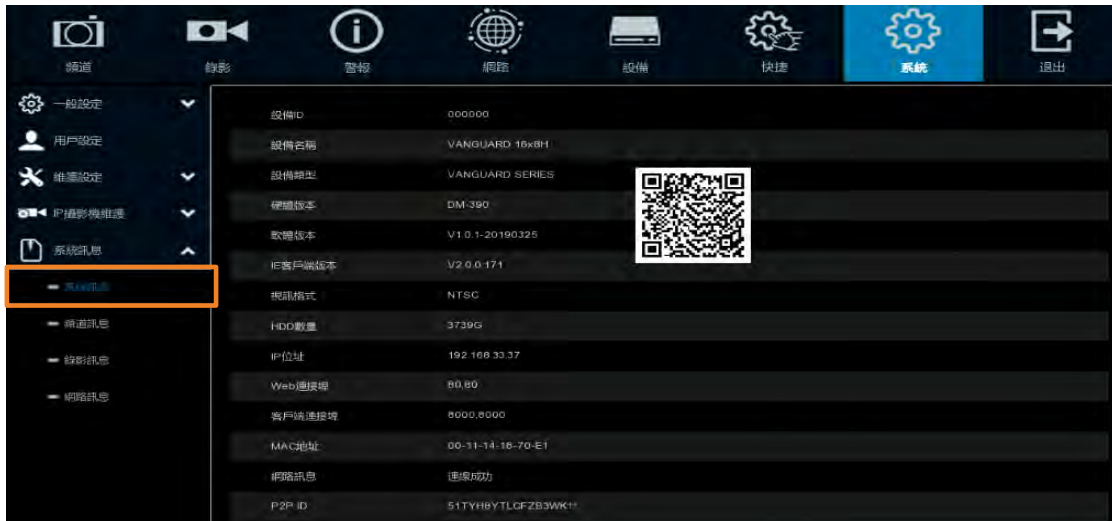 頻道 錄影 警報 網路 設備 快捷 系統 退出
一般設定
用戶設定
維護設定
IP攝影機維護
系統訊息
系統訊息
頻道訊息
錄影訊息
網路訊息
設備ID 000000
設備名稱 VANGUARD 16x8H
設備類型 VANGUARD SERIES
硬體版本 DM-390
軟體版本 V1.0.1-20190325
IE客戶端版本 V2.0.0.171
視訊格式 NTSC
HDD數量 3739G
IP位址 192.168.33.37
Web連接埠 80,80
客戶端連接埠 8000,8000
MAC地址 00-11-14-18-70-E1
網路訊息 連線成功
P2P ID